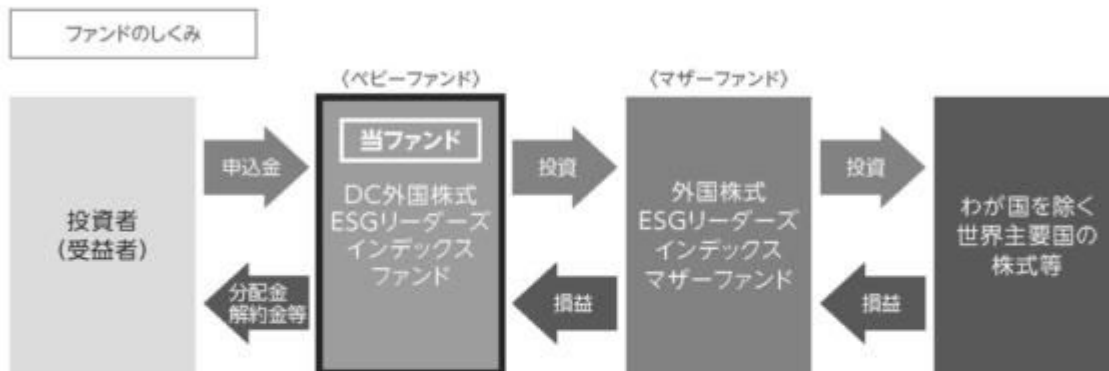 ファンドのしくみ
〈ベビーファンド〉
〈マザーファンド〉
投資者
(受益者)
申込金
分配金
解約金等
当ファンド
DC外国株式
ESGリーダーズ
インデックス
ファンド
投資
損益
外国株式
ESGリーダーズ
インデックス
マザーファンド
投資
損益
わが国を除く
世界主要国の
株式等